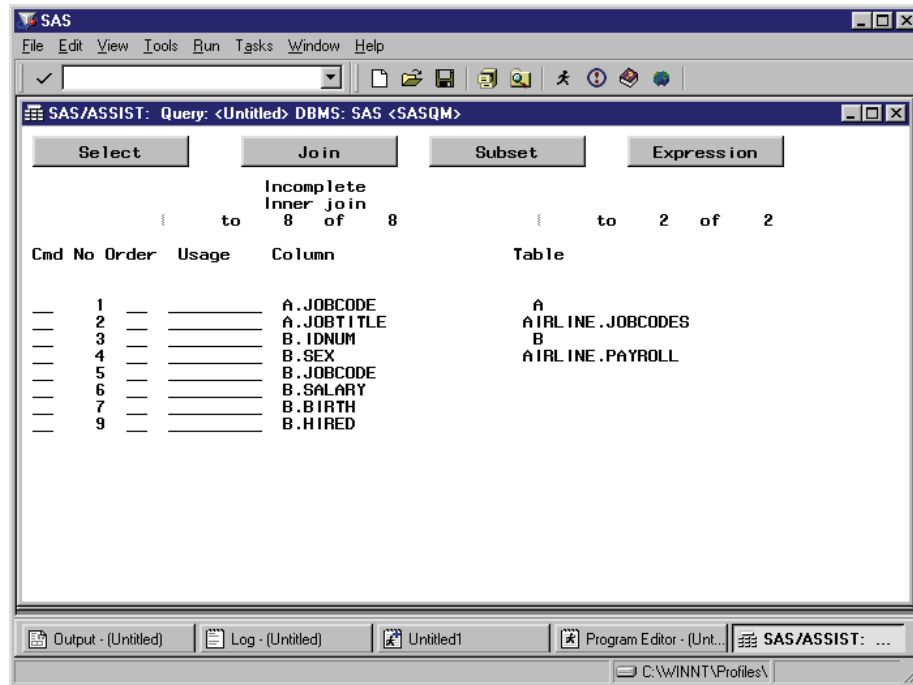 SAS
File Edit View Tools Run Tasks Window Help
SAS/ASSIST: Query: <Untitled> DBMS: SAS <SASQM>
Select Join Subset Expression
Incomplete
Inner join
to 8 of 8 to 2 of 2
Cmd No Order Usage Column Table
1 A.JOBCODE A
2 A.JOBTITLE AIRLINE.JOBCODES
3 B.IDNUM B
4 B.SEX AIRLINE.PAYROLL
5 B.JOBCODE
6 B.SALARY
7 B.BIRTH
9 B.HIRED
Output - (Untitled) Log - (Untitled) Untitled1 Program Editor - (Unt... SAS/ASSIST: ...
C:\WINNT\Profiles\